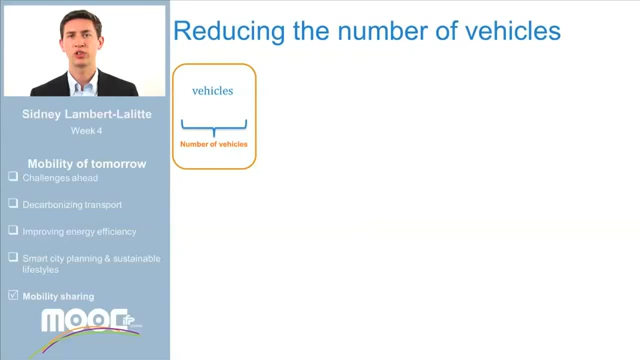 Reducing the number of vehicles
vehicles
Number of vehicles
Sidney Lambert-Lalitte
Week 4
Mobility of tomorrow
Challenges ahead
Decarbonizing transport
Improving energy efficiency
Smart city planning & sustainable
lifestyles
Mobility sharing
MOOC